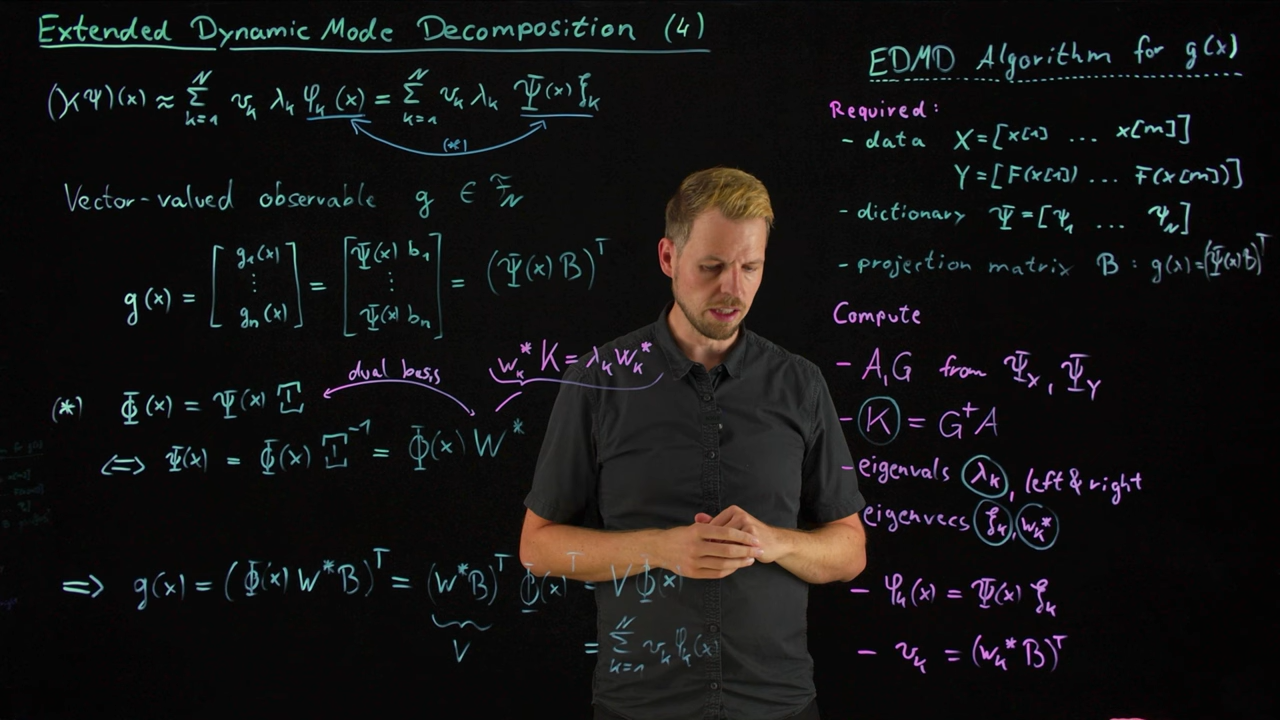 Extended Dynamic Mode Decomposition (4)
(𝒦Ψ)(x) ≈ Σ_{k=1}^{N} v_k λ_k φ_k(x) = Σ_{k=1}^{N} v_k λ_k Ψ(x) ξ_k
(*)
Vector-valued observable g ∈ F̃_N
g(x) = [g_1(x) ⋮ g_n(x)] = [Ψ(x) b_1 ⋮ Ψ(x) b_n] = (Ψ(x) B)^T
dual basis
w_k^* K = λ_k w_k^*
(*) Φ(x) = Ψ(x) Ξ
⟺ Ψ(x) = Φ(x) Ξ^{-1} = Φ(x) W^*
⟹ g(x) = (Φ(x) W^* B)^T = (W^* B)^T Φ(x)^T = V Φ(x)^T
V
= Σ_{k=1}^{N} v_k φ_k(x)
EDMD Algorithm for g(x)
Required:
- data X = [x[1] ... x[m]]
Y = [F(x[1]) ... F(x[m])]
- dictionary Ψ = [ψ_1 ... ψ_N]
- projection matrix B : g(x) = (Ψ(x) B)^T
Compute
- A, G from Ψ_X, Ψ_Y
- K = G^+ A
- eigenvals λ_k, left & right
eigenvecs ξ_k, w_k^*
- φ_k(x) = Ψ(x) ξ_k
- v_k = (w_k^* B)^T